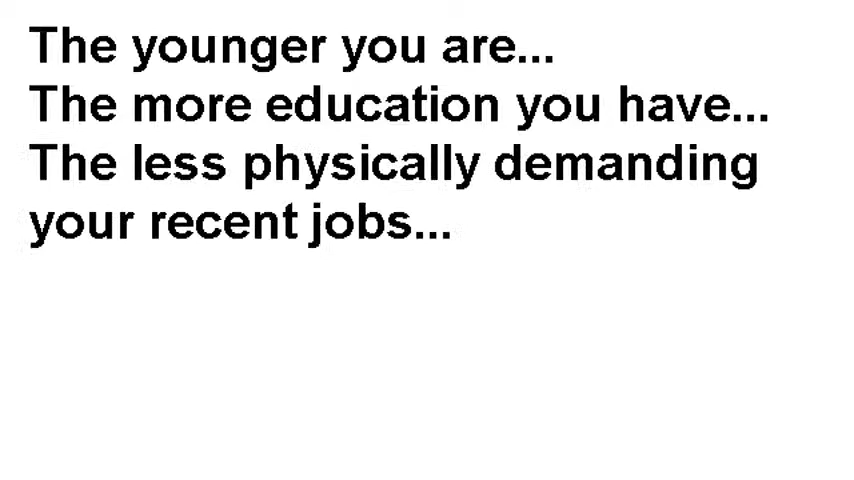 The younger you are...
The more education you have...
The less physically demanding
your recent jobs...